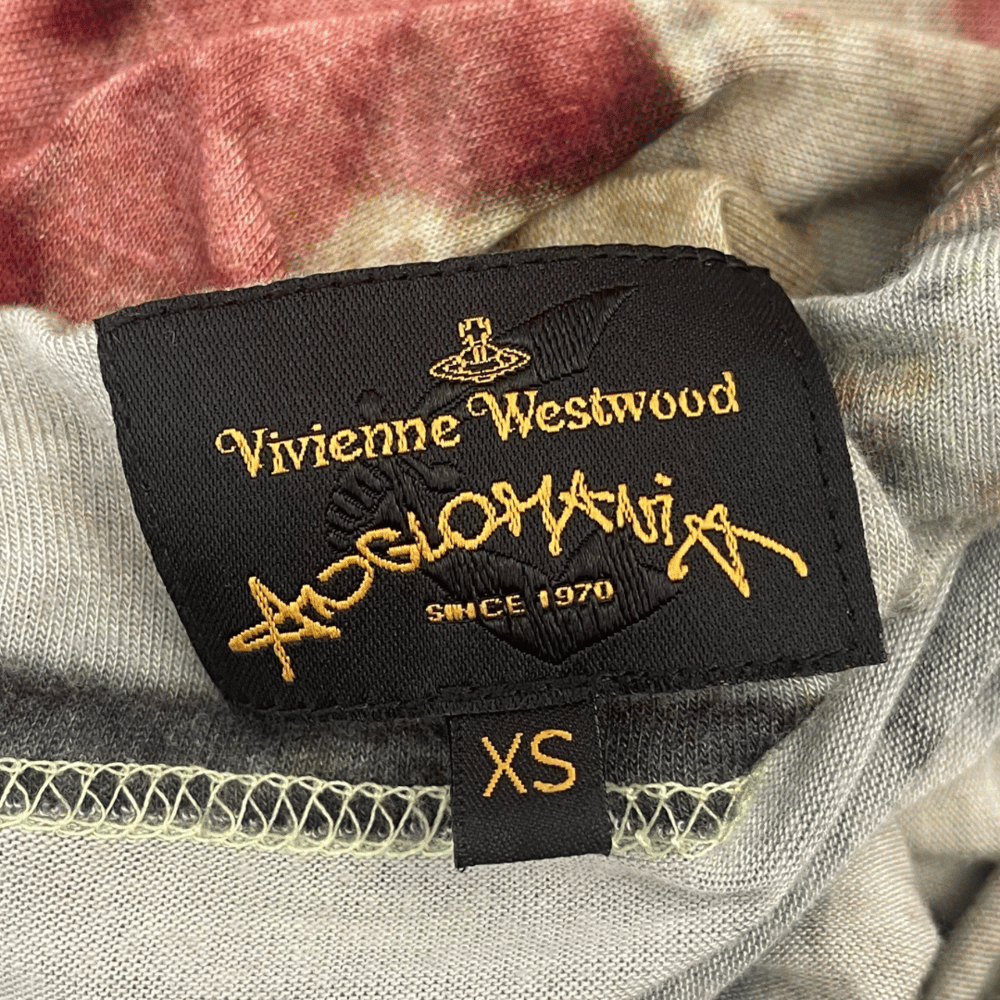 Vivienne Westwood
ANGLOMANiA
SINCE 1970
XS